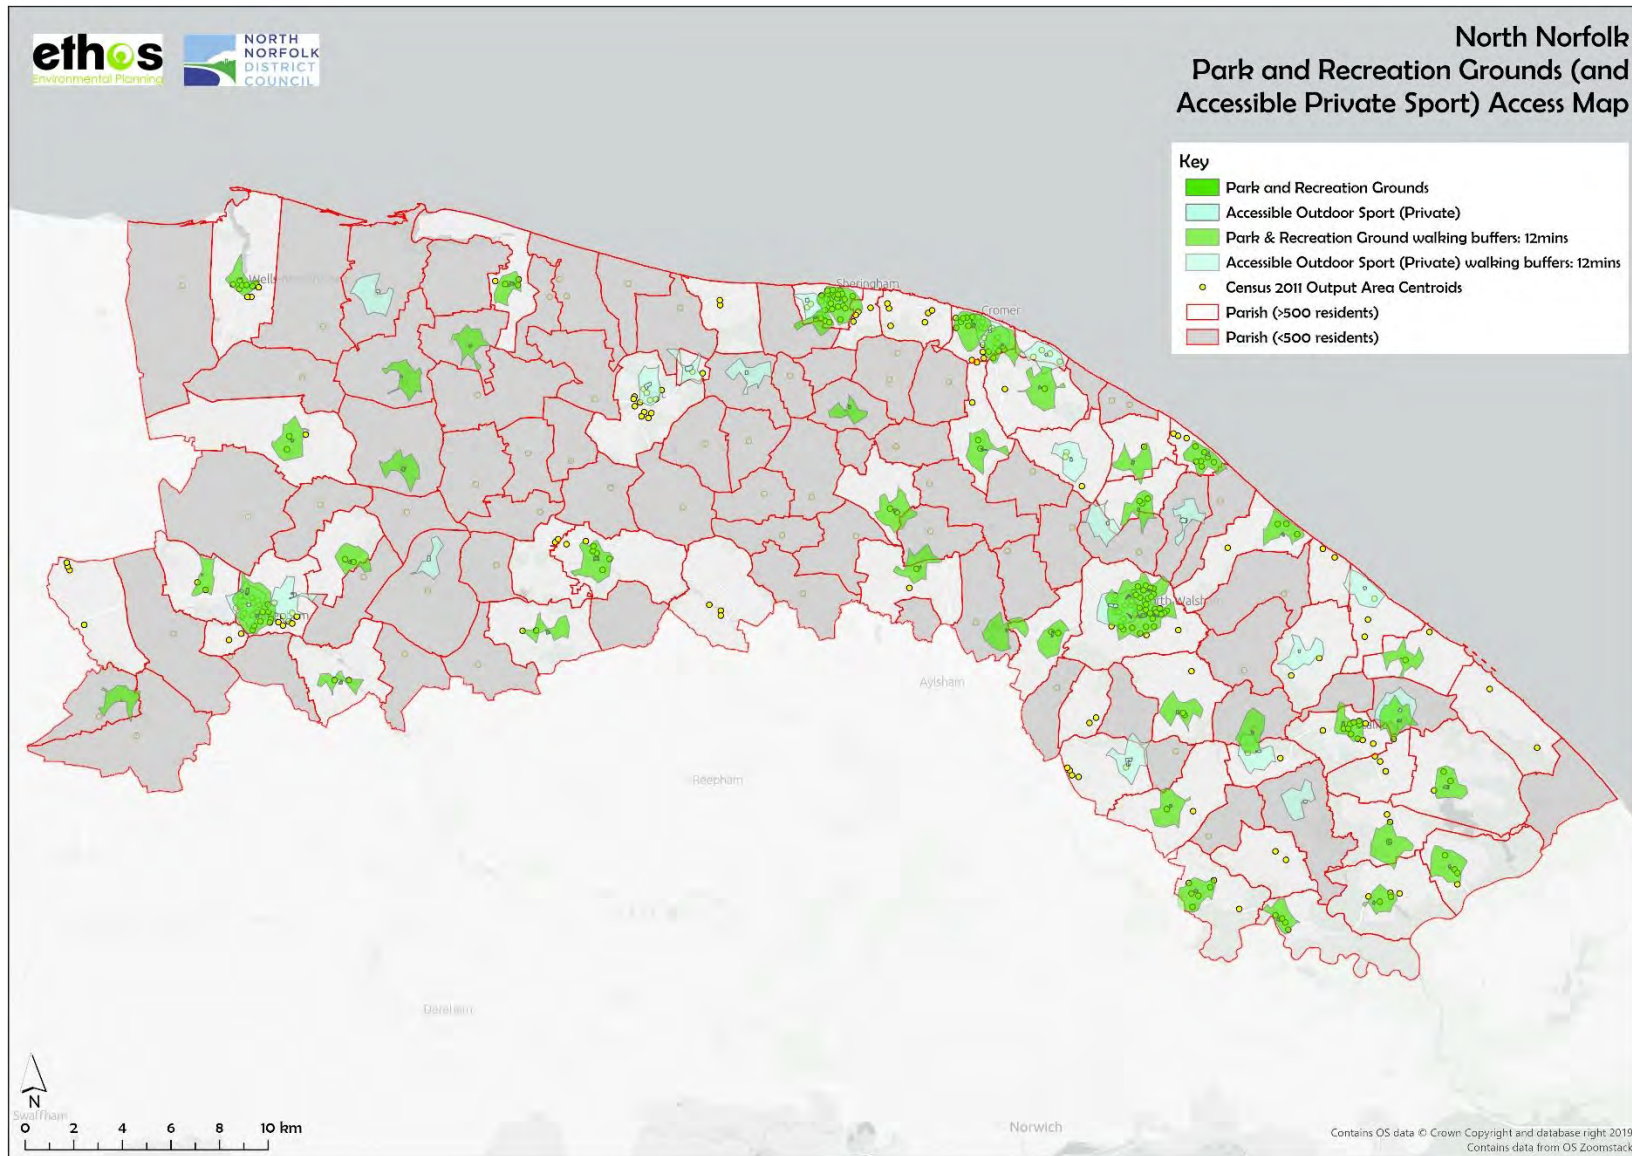 ethos
Environmental Planning
NORTH
NORFOLK
DISTRICT
COUNCIL
North Norfolk
Park and Recreation Grounds (and
Accessible Private Sport) Access Map
Key
Park and Recreation Grounds
Accessible Outdoor Sport (Private)
Park & Recreation Ground walking buffers: 12mins
Accessible Outdoor Sport (Private) walking buffers: 12mins
Census 2011 Output Area Centroids
Parish (>500 residents)
Parish (<500 residents)
Sheringham
Cromer
Aylsham
Reepham
Dereham
Swaffham
Norwich
N
0 2 4 6 8 10 km
Contains OS data © Crown Copyright and database right 2019
Contains data from OS Zoomstack